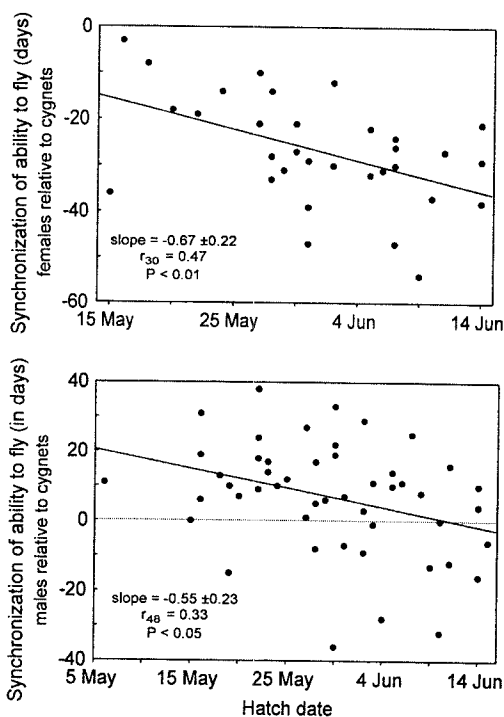 Synchronization of ability to fly (days)
females relative to cygnets
0
-20
-40
-60
slope = -0.67 ±0.22
r30 = 0.47
P < 0.01
15 May
25 May
4 Jun
14 Jun
Synchronization of ability to fly (in days)
males relative to cygnets
40
20
0
-20
-40
slope = -0.55 ±0.23
r48 = 0.33
P < 0.05
5 May
15 May
25 May
4 Jun
14 Jun
Hatch date